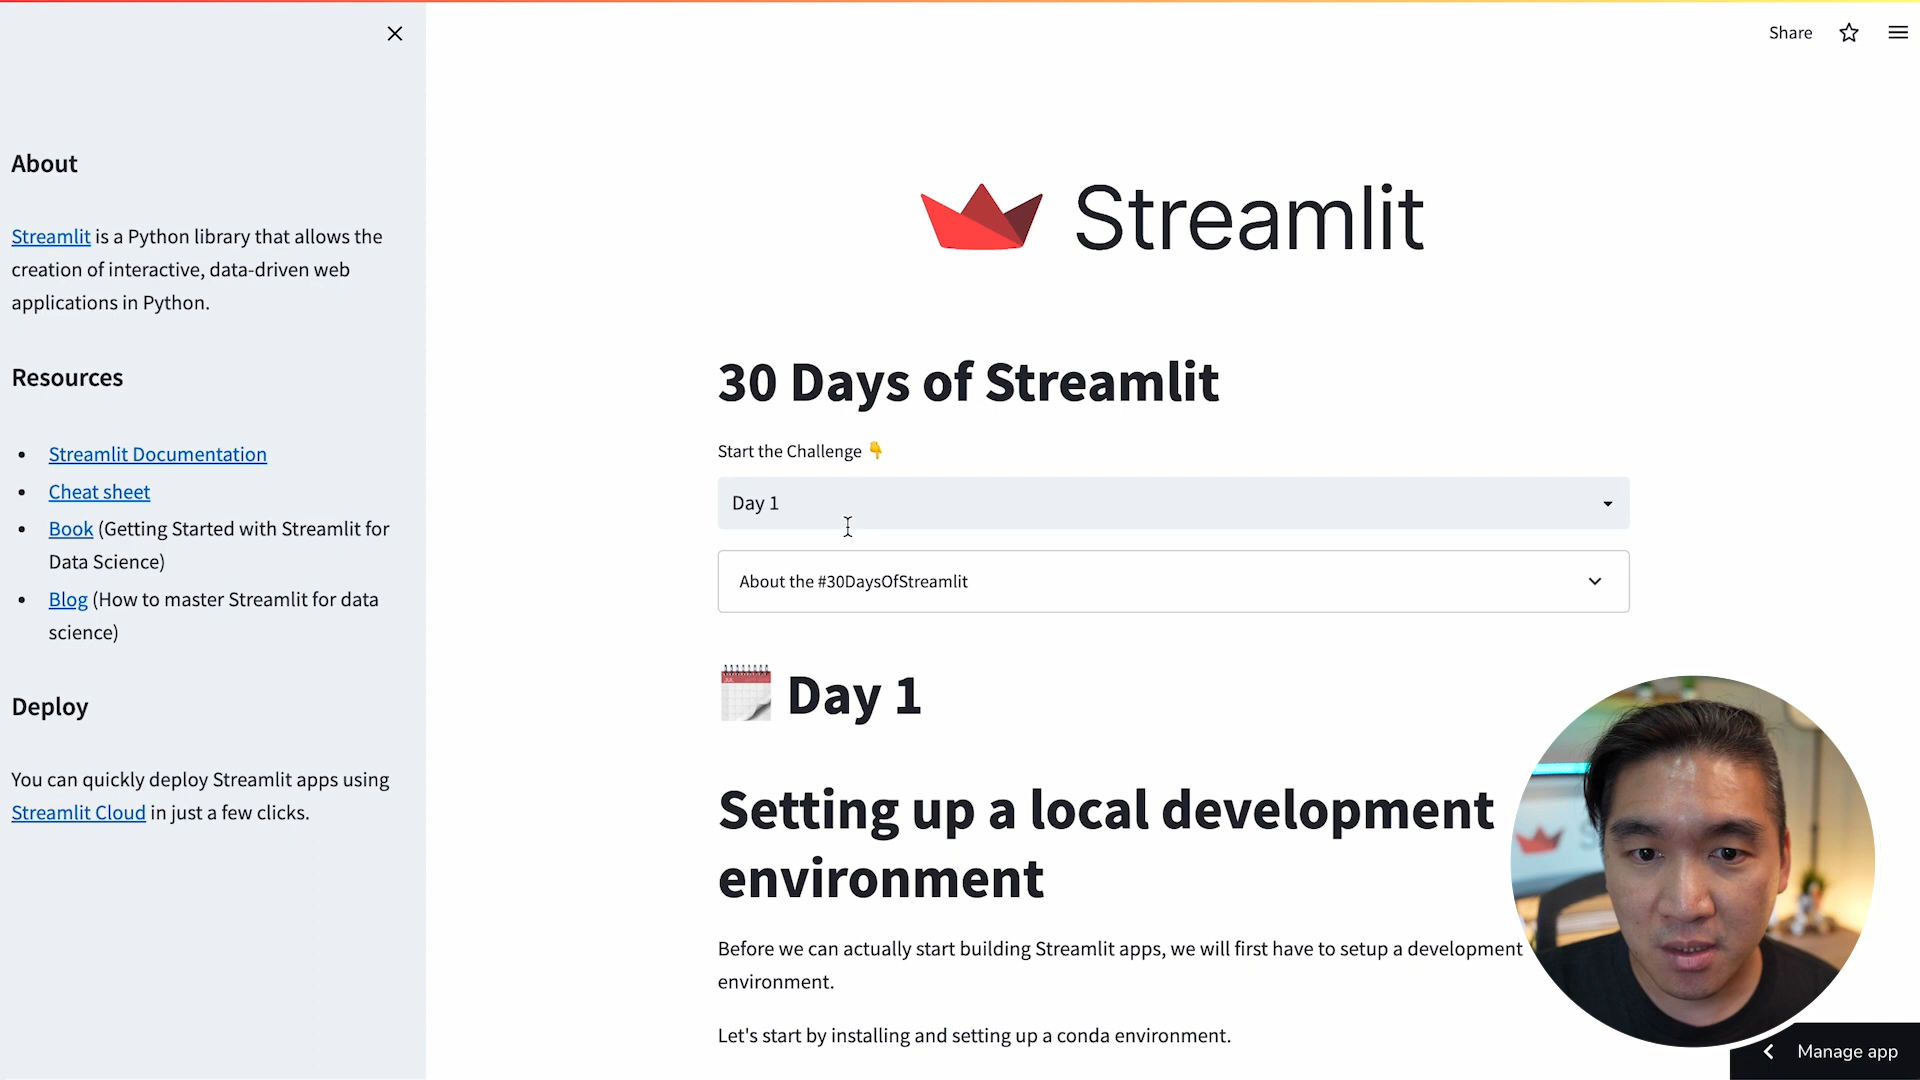 Share
About
Streamlit is a Python library that allows the
creation of interactive, data-driven web
applications in Python.
Resources
Streamlit Documentation
Cheat sheet
Book (Getting Started with Streamlit for
Data Science)
Blog (How to master Streamlit for data
science)
Deploy
You can quickly deploy Streamlit apps using
Streamlit Cloud in just a few clicks.
Streamlit
30 Days of Streamlit
Start the Challenge 👇
Day 1
About the #30DaysOfStreamlit
Day 1
Setting up a local development
environment
Before we can actually start building Streamlit apps, we will first have to setup a development
environment.
Let's start by installing and setting up a conda environment.
Manage app